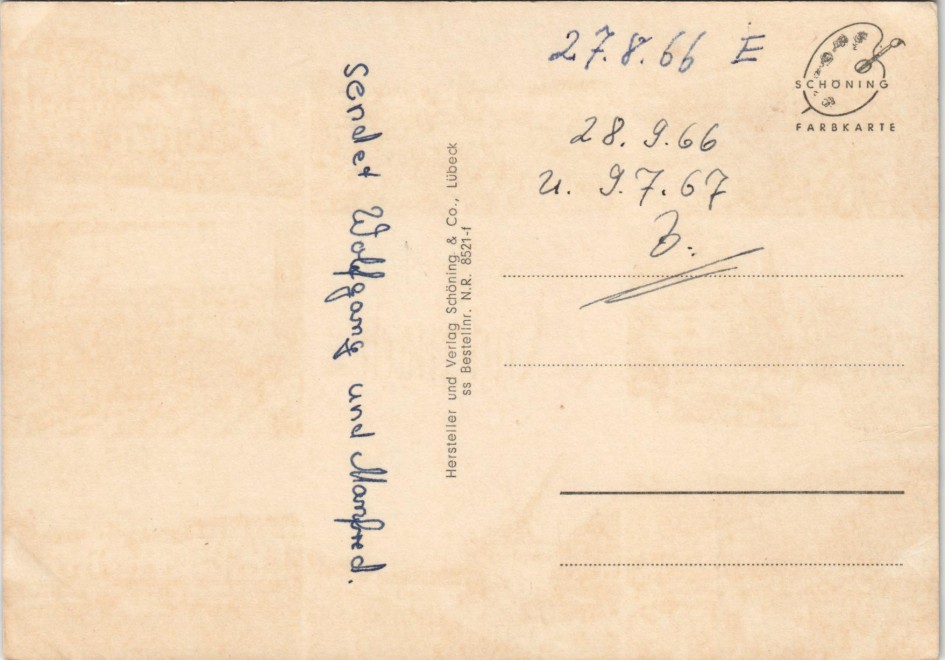 sendet Wolfgang und Manfred.
Hersteller und Verlag Schöning & Co., Lübeck
ss Bestellnr. N.R. 8521-f
27.8.66 E
SCHÖNING
FARBKARTE
28.9.66
u. 9.7.67